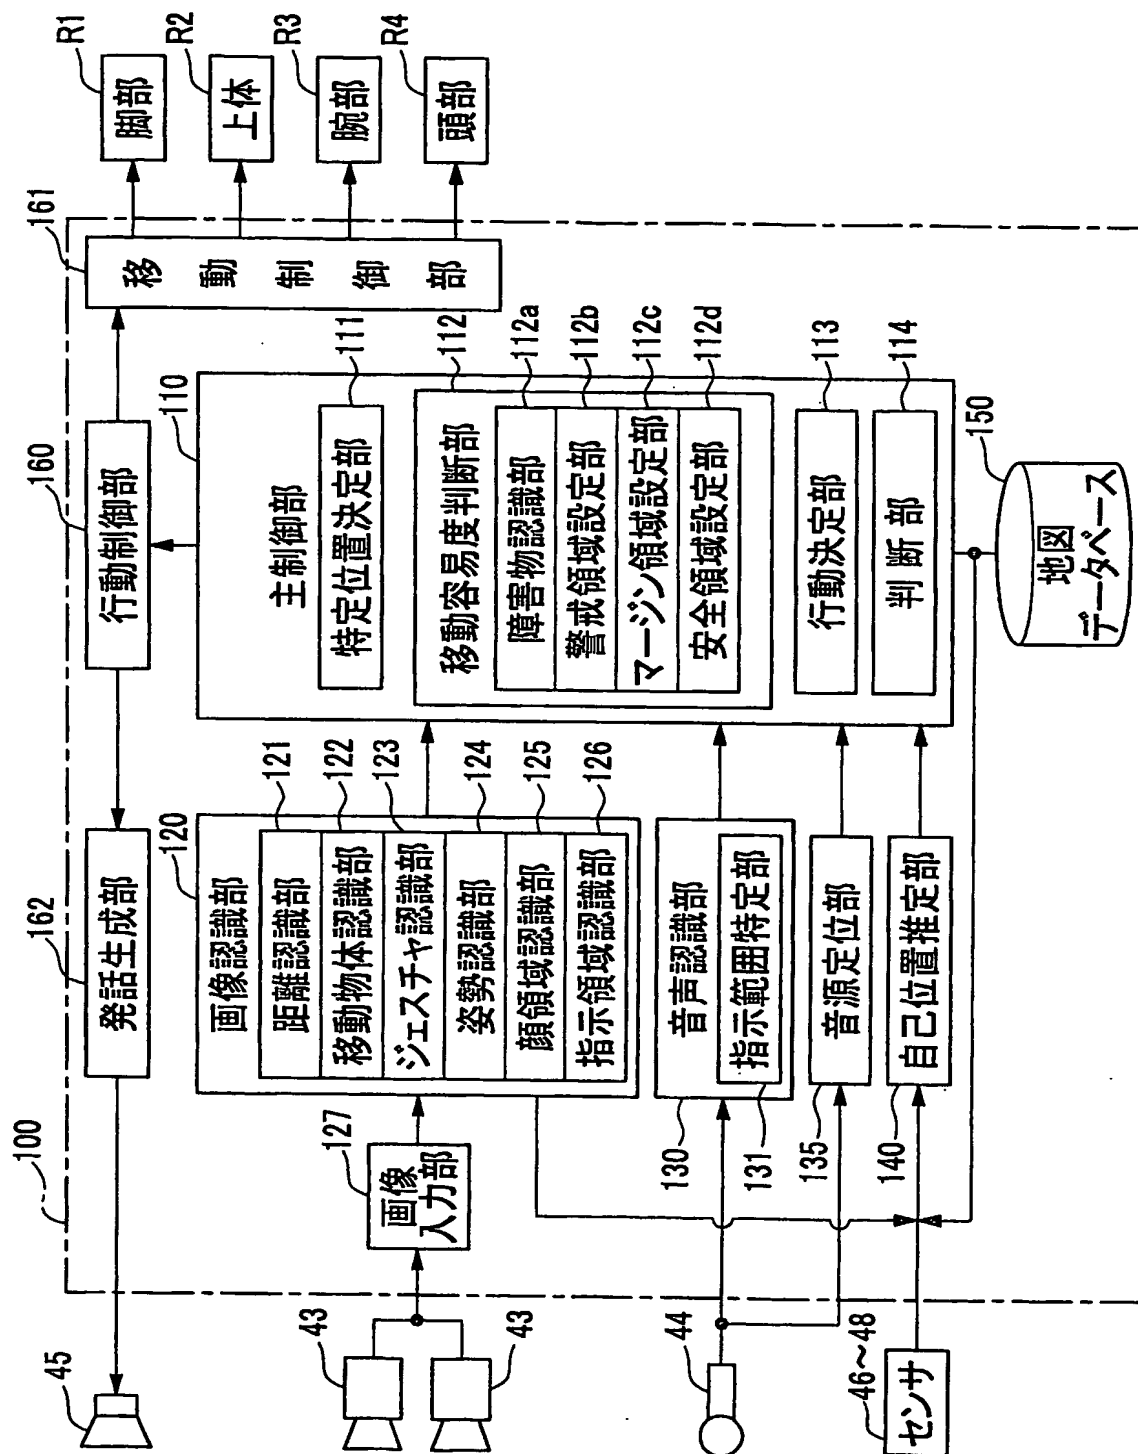 100
45
162
発話生成部
160
行動制御部
161
移動制御部
R1
脚部
R2
上体
R3
腕部
R4
頭部
43
43
127
画像
入力部
120
画像認識部
121
距離認識部
122
移動物体認識部
123
ジェスチャ認識部
124
姿勢認識部
125
顔領域認識部
126
指示領域認識部
110
主制御部
111
特定位置決定部
112
移動容易度判断部
112a
障害物認識部
112b
警戒領域設定部
112c
マージン領域設定部
112d
安全領域設定部
113
行動決定部
114
判断部
44
130
音声認識部
131
指示範囲特定部
135
音源定位部
46~48
センサ
140
自己位置推定部
150
地図
データベース